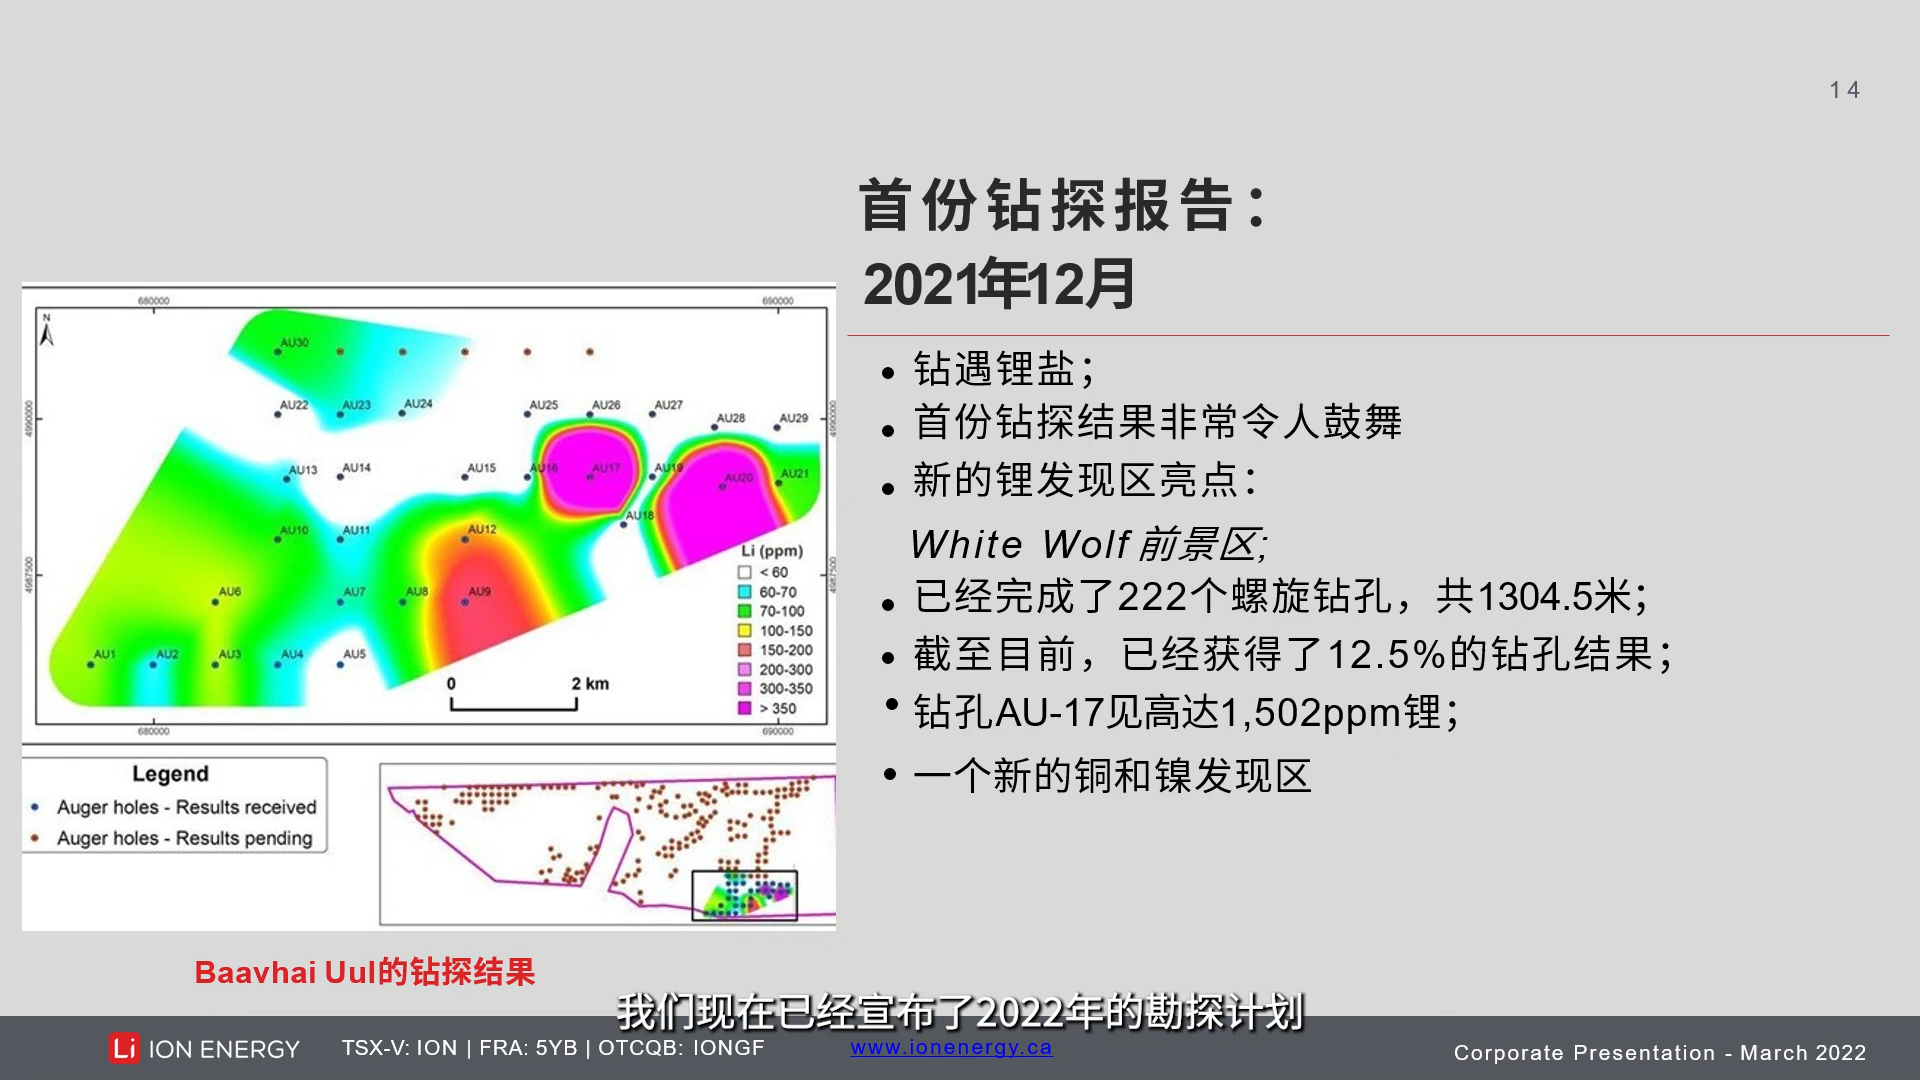 14
首份钻探报告：
2021年12月
680000
690000
N
AU30
AU22
AU23
AU24
AU25
AU26
AU27
AU28
AU29
4990000
4990000
AU13
AU14
AU15
AU16
AU17
AU19
AU20
AU21
AU10
AU11
AU12
AU18
4987500
4987500
AU6
AU7
AU8
AU9
AU1
AU2
AU3
AU4
AU5
Li (ppm)
< 60
60-70
70-100
100-150
150-200
200-300
300-350
> 350
0
2 km
680000
690000
Legend
Auger holes - Results received
Auger holes - Results pending
Baavhai Uul的钻探结果
• 钻遇锂盐；
• 首份钻探结果非常令人鼓舞
• 新的锂发现区亮点：
White Wolf 前景区;
• 已经完成了222个螺旋钻孔，共1304.5米；
• 截至目前，已经获得了12.5%的钻孔结果；
• 钻孔AU-17见高达1,502ppm锂；
• 一个新的铜和镍发现区
我们现在已经宣布了2022年的勘探计划
Li ION ENERGY
TSX-V: ION | FRA: 5YB | OTCQB: IONGF
www.ionenergy.ca
Corporate Presentation - March 2022